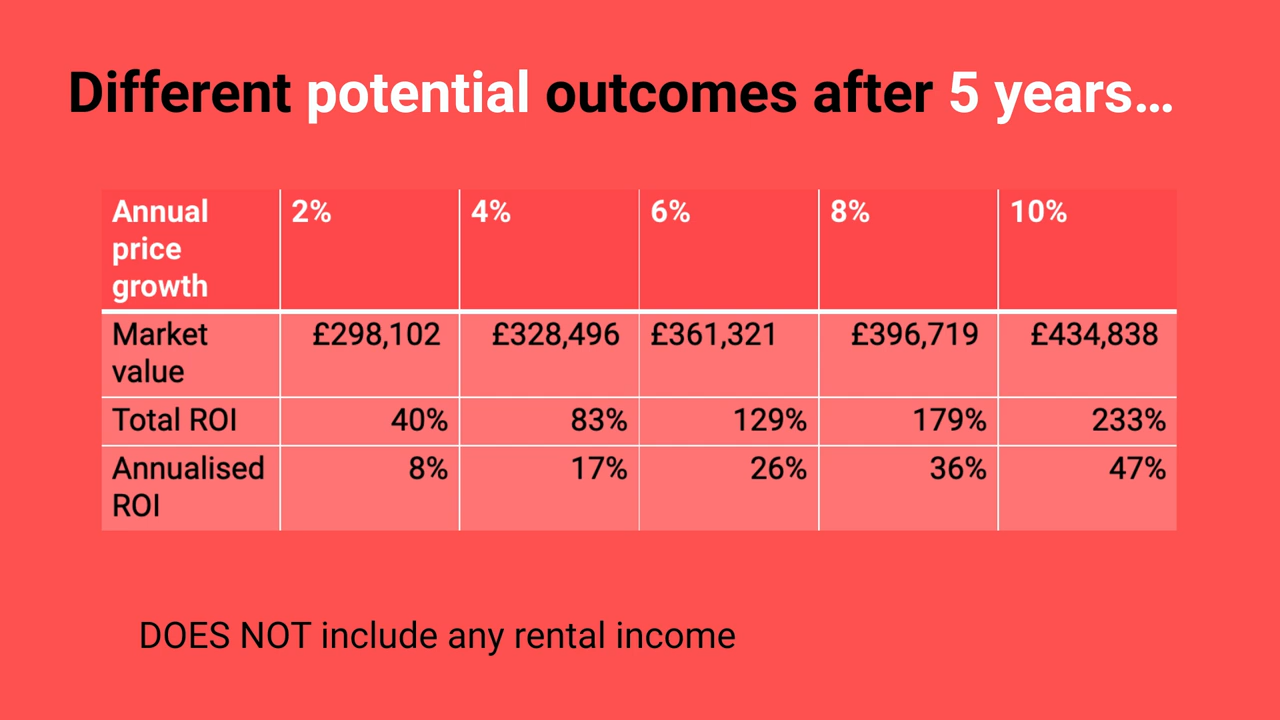 Different potential outcomes after 5 years...
Annual price growth 2% 4% 6% 8% 10%
Market value £298,102 £328,496 £361,321 £396,719 £434,838
Total ROI 40% 83% 129% 179% 233%
Annualised ROI 8% 17% 26% 36% 47%
DOES NOT include any rental income